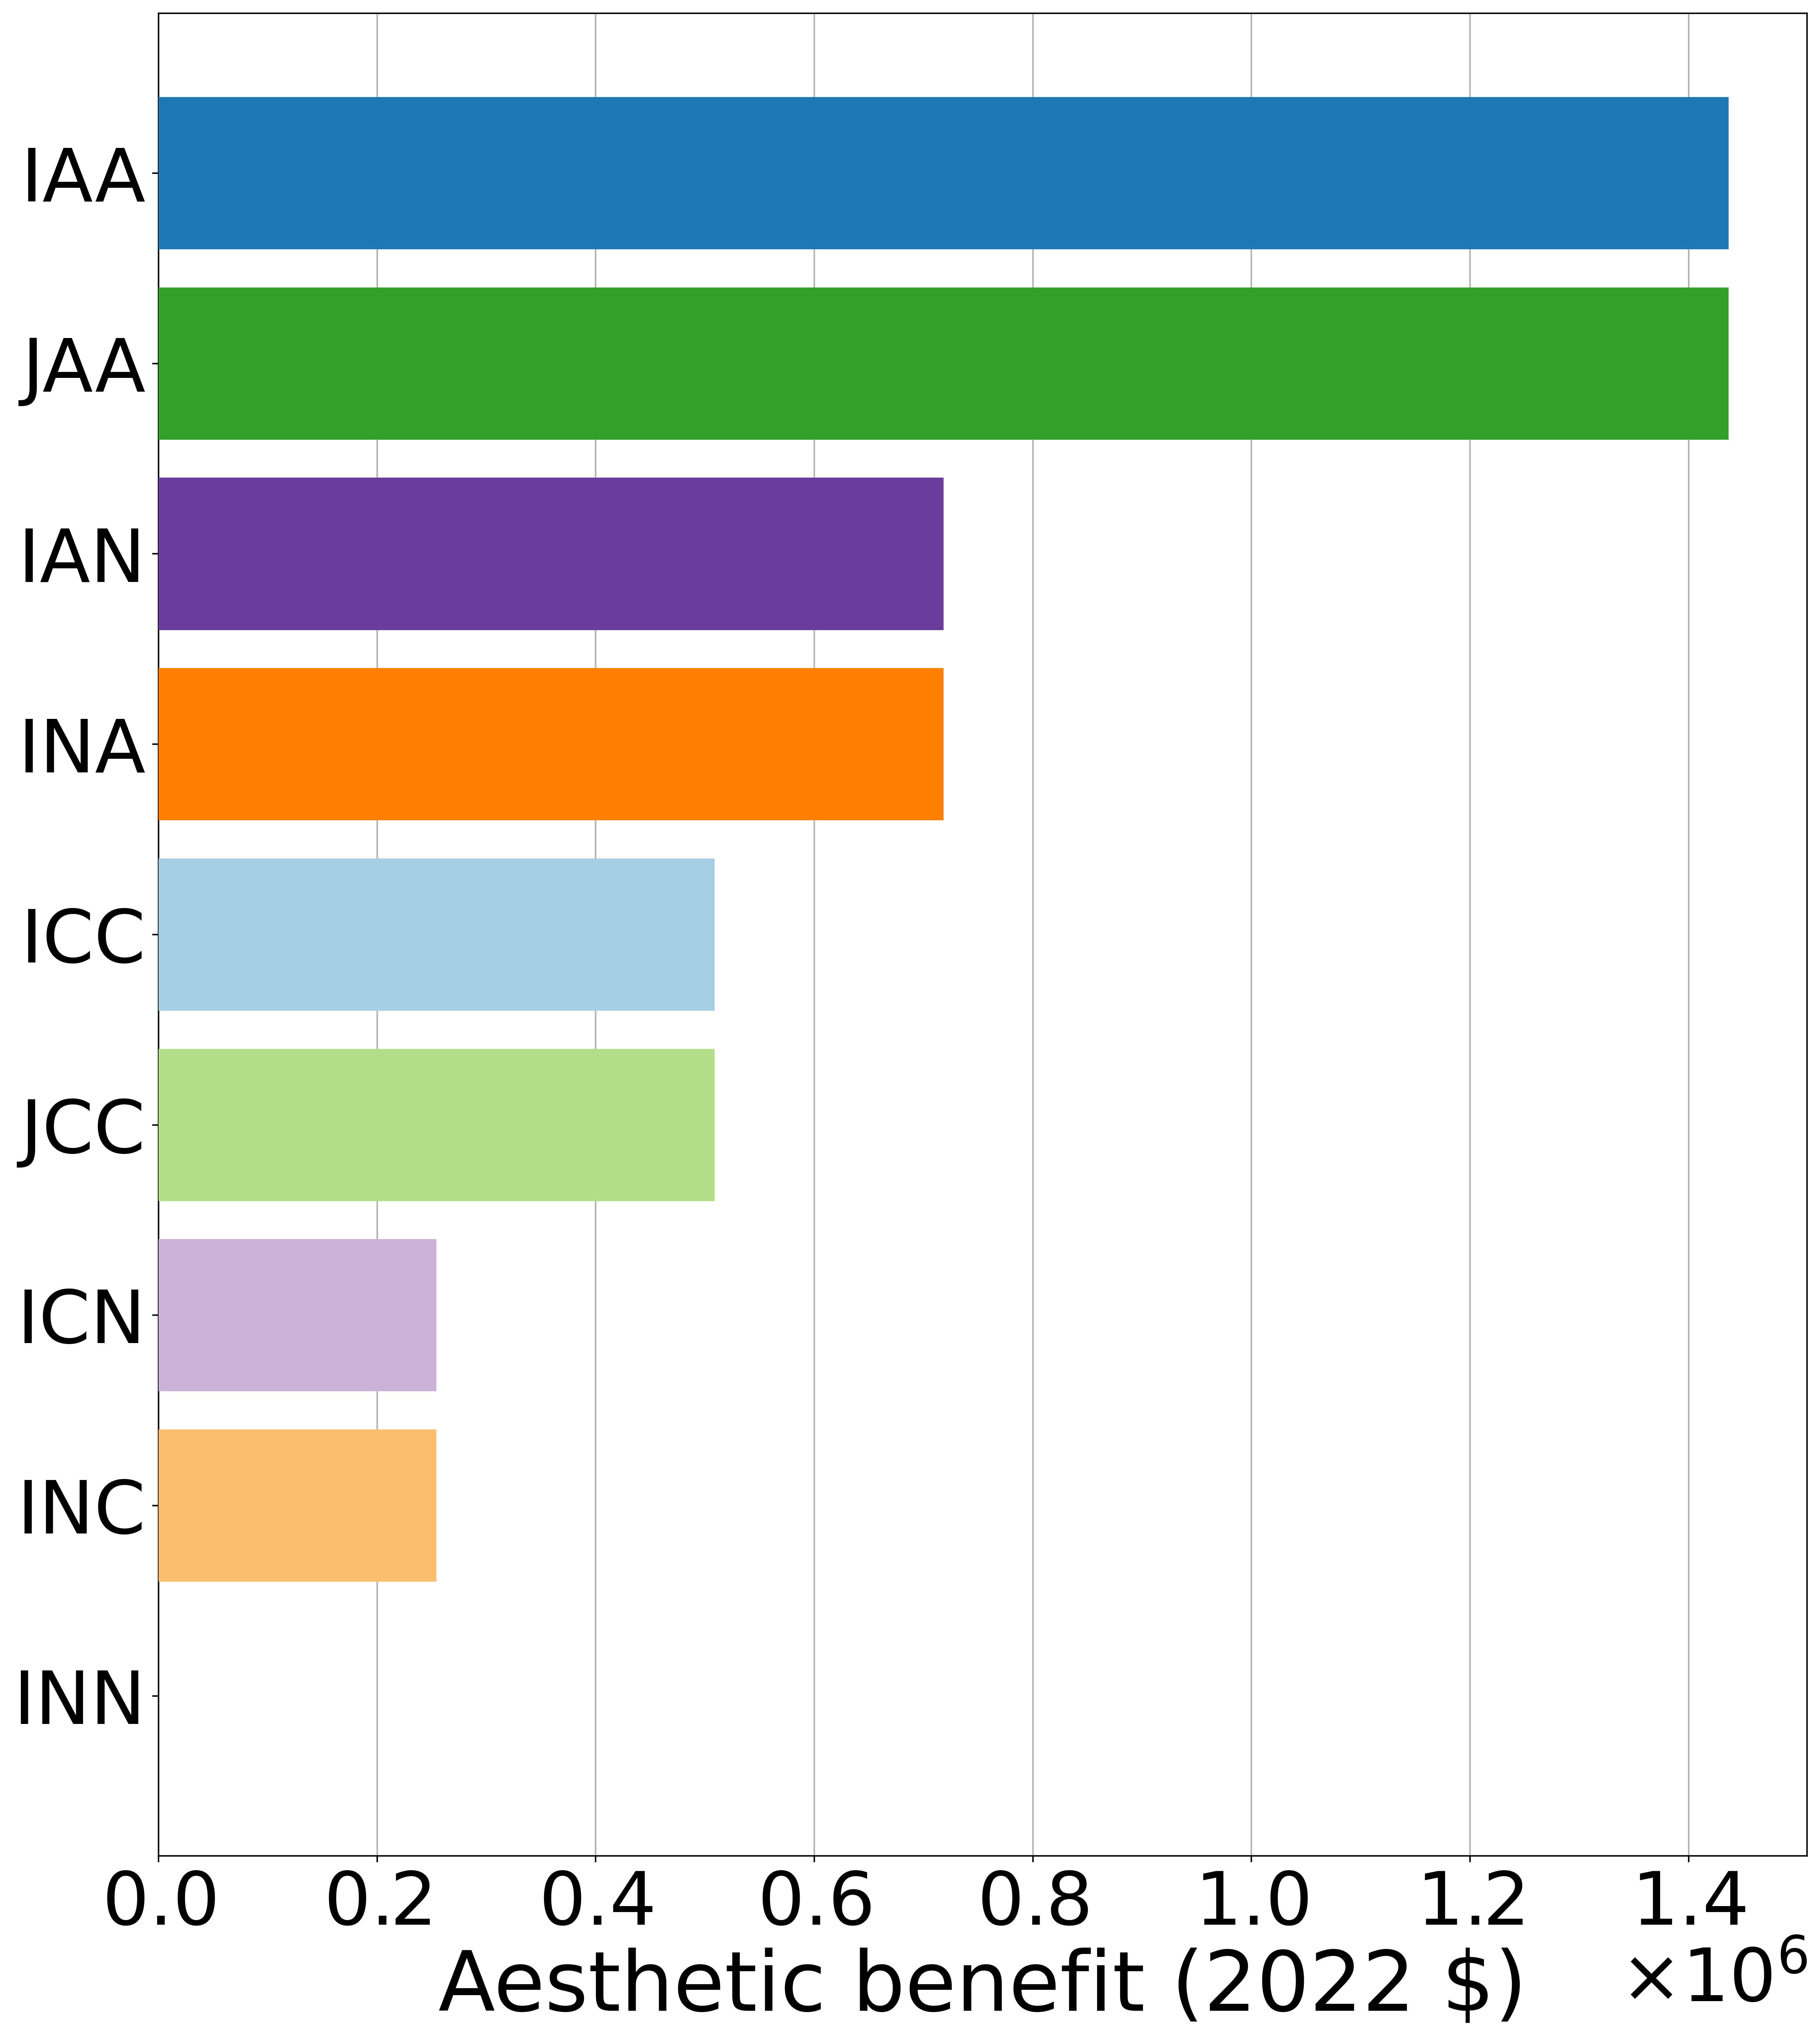 IAA
JAA
IAN
INA
ICC
JCC
ICN
INC
INN
0.0 0.2 0.4 0.6 0.8 1.0 1.2 1.4
Aesthetic benefit (2022 $) ×10⁶